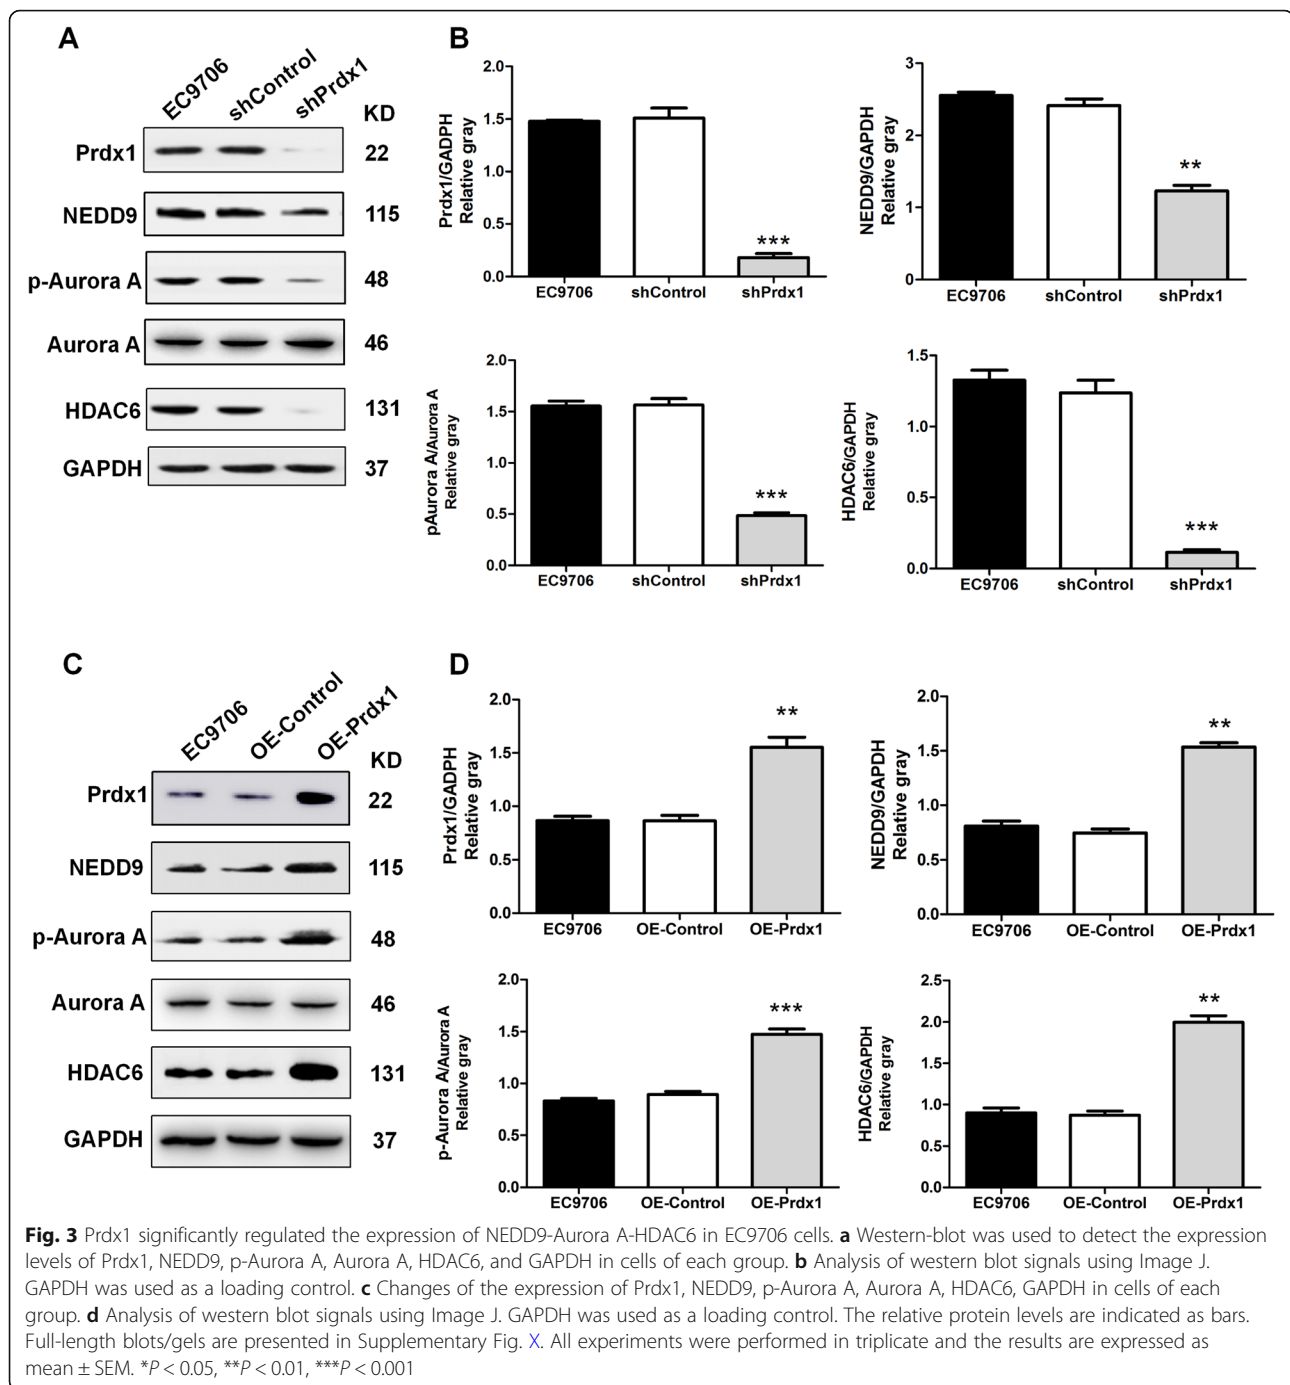 A
EC9706
shControl
shPrdx1
KD
Prdx1
22
NEDD9
115
p-Aurora A
48
Aurora A
46
HDAC6
131
GAPDH
37
B
Prdx1/GADPH
Relative gray
2.0
1.5
1.0
0.5
0.0
***
EC9706
shControl
shPrdx1
NEDD9/GAPDH
Relative gray
3
2
1
0
**
EC9706
shControl
shPrdx1
pAurora A/Aurora A
Relative gray
2.0
1.5
1.0
0.5
0.0
***
EC9706
shControl
shPrdx1
HDAC6/GAPDH
Relative gray
1.5
1.0
0.5
0.0
***
EC9706
shControl
shPrdx1
C
EC9706
OE-Control
OE-Prdx1
KD
Prdx1
22
NEDD9
115
p-Aurora A
48
Aurora A
46
HDAC6
131
GAPDH
37
D
Prdx1/GADPH
Relative gray
2.0
1.5
1.0
0.5
0.0
**
EC9706
OE-Control
OE-Prdx1
NEDD9/GAPDH
Relative gray
2.0
1.5
1.0
0.5
0.0
**
EC9706
OE-Control
OE-Prdx1
p-Aurora A/Aurora A
Relative gray
2.0
1.5
1.0
0.5
0.0
***
EC9706
OE-Control
OE-Prdx1
HDAC6/GAPDH
Relative gray
2.5
2.0
1.5
1.0
0.5
0.0
**
EC9706
OE-Control
OE-Prdx1
Fig. 3 Prdx1 significantly regulated the expression of NEDD9-Aurora A-HDAC6 in EC9706 cells. a Western-blot was used to detect the expression
levels of Prdx1, NEDD9, p-Aurora A, Aurora A, HDAC6, and GAPDH in cells of each group. b Analysis of western blot signals using Image J.
GAPDH was used as a loading control. c Changes of the expression of Prdx1, NEDD9, p-Aurora A, Aurora A, HDAC6, GAPDH in cells of each
group. d Analysis of western blot signals using Image J. GAPDH was used as a loading control. The relative protein levels are indicated as bars.
Full-length blots/gels are presented in Supplementary Fig. X. All experiments were performed in triplicate and the results are expressed as
mean ± SEM. *P < 0.05, **P < 0.01, ***P < 0.001